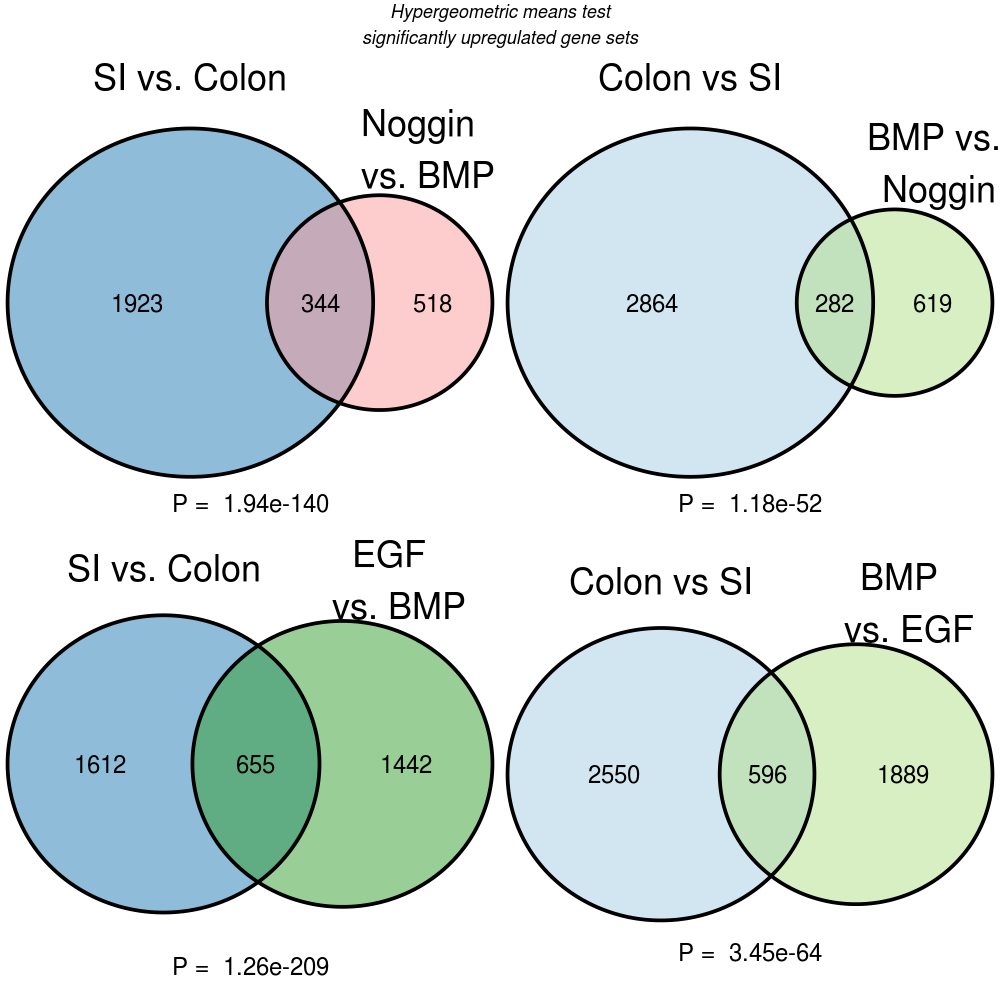 Hypergeometric means test
significantly upregulated gene sets
SI vs. Colon
Noggin
vs. BMP
1923
344
518
P = 1.94e-140
Colon vs SI
BMP vs.
Noggin
2864
282
619
P = 1.18e-52
SI vs. Colon
EGF
vs. BMP
1612
655
1442
P = 1.26e-209
Colon vs SI
BMP
vs. EGF
2550
596
1889
P = 3.45e-64